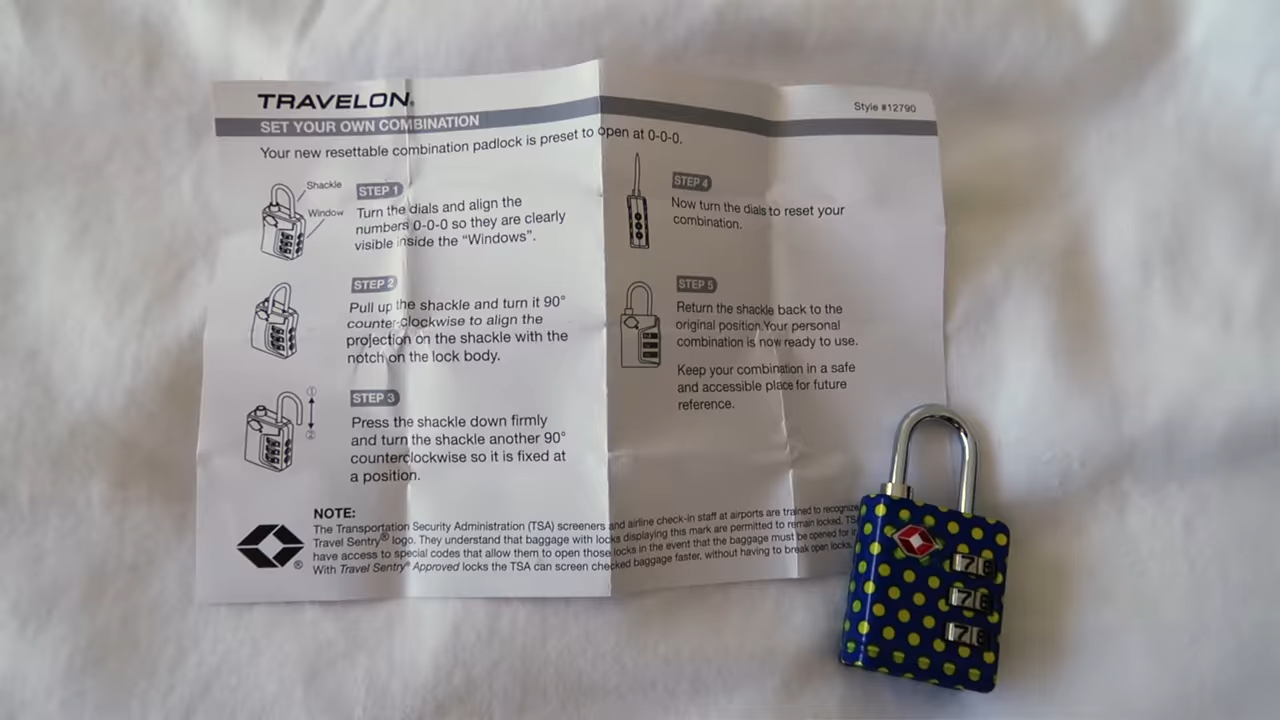 TRAVELON®
Style #12790
SET YOUR OWN COMBINATION
Your new resettable combination padlock is preset to open at 0-0-0.
Shackle
Window
STEP 1
Turn the dials and align the
numbers 0-0-0 so they are clearly
visible inside the “Windows”.
STEP 2
Pull up the shackle and turn it 90°
counter-clockwise to align the
projection on the shackle with the
notch on the lock body.
STEP 3
①
②
Press the shackle down firmly
and turn the shackle another 90°
counterclockwise so it is fixed at
a position.
STEP 4
Now turn the dials to reset your
combination.
STEP 5
Return the shackle back to the
original position.Your personal
combination is now ready to use.
Keep your combination in a safe
and accessible place for future
reference.
NOTE:
The Transportation Security Administration (TSA) screeners and airline check-in staff at airports are trained to recognize
Travel Sentry® logo. They understand that baggage with locks displaying this mark are permitted to remain locked.
have access to special codes that allow them to open those locks in the event that the baggage must be opened for
With Travel Sentry® Approved locks the TSA can screen checked baggage faster, without having to break open locks.
®
7 8
7 8
7 8